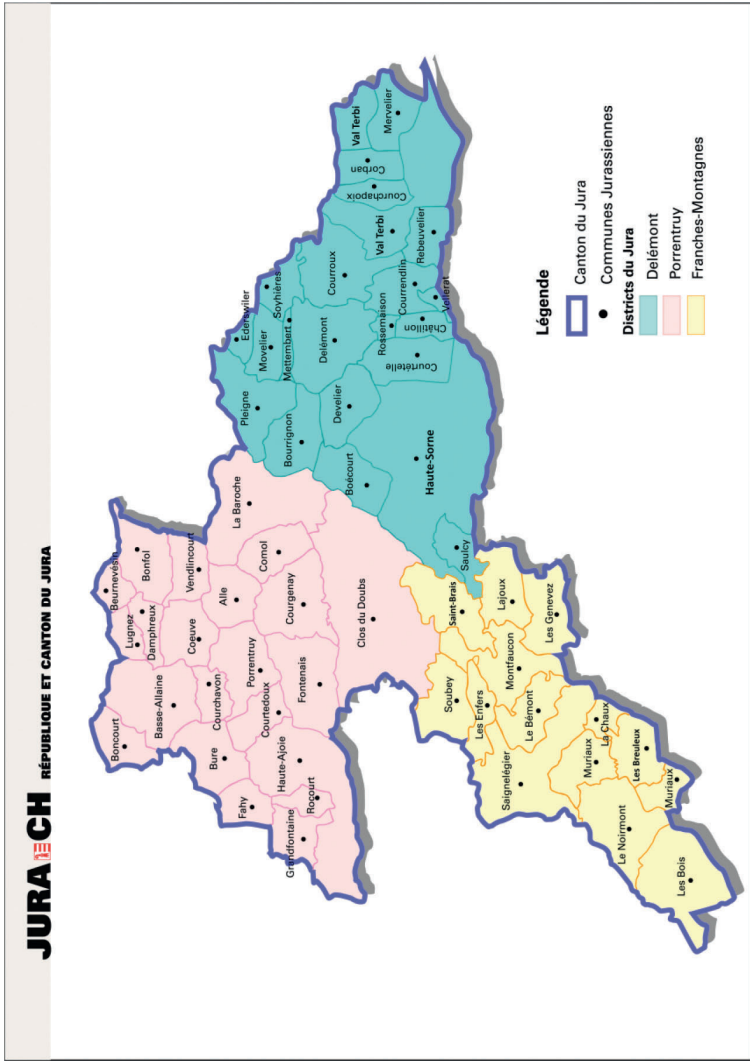 JURA CH RÉPUBLIQUE ET CANTON DU JURA
Boncourt
Beurnevésin
Lugnez
Bonfol
Damphreux
Basse-Allaine
Vendlincourt
Coeuve
Courchavon
Alle
La Baroche
Bure
Porrentruy
Cornol
Fahy
Courtedoux
Courgenay
Haute-Ajoie
Fontenais
Grandfontaine
Rocourt
Clos du Doubs
Ederswiler
Pleigne
Movelier
Soyhières
Mettembert
Bourrignon
Delémont
Courroux
Develier
Boécourt
Val Terbi
Mervelier
Corban
Courchapoix
Val Terbi
Rossemaison
Courrendlin
Rebeuvelier
Châtillon
Vellerat
Courtételle
Haute-Sorne
Saulcy
Saint-Brais
Soubey
Les Enfers
Montfaucon
Lajoux
Le Bémont
Les Genevez
Saignelégier
Muriaux
La Chaux
Les Breuleux
Le Noirmont
Muriaux
Les Bois
Légende
Canton du Jura
Communes Jurassiennes
Districts du Jura
Delémont
Porrentruy
Franches-Montagnes